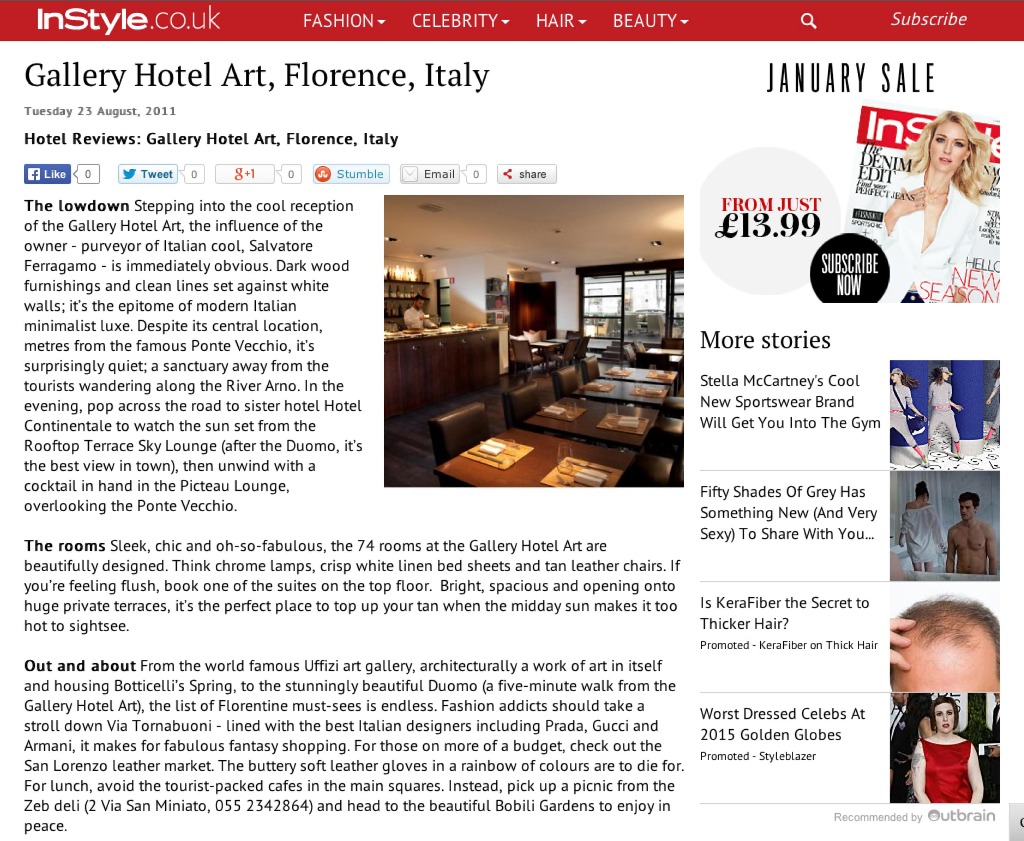 InStyle.co.uk
FASHION CELEBRITY HAIR BEAUTY Subscribe
Gallery Hotel Art, Florence, Italy
Tuesday 23 August, 2011
Hotel Reviews: Gallery Hotel Art, Florence, Italy
Like 0 Tweet 0 g+1 0 Stumble Email 0 share
The lowdown Stepping into the cool reception
of the Gallery Hotel Art, the influence of the
owner - purveyor of Italian cool, Salvatore
Ferragamo - is immediately obvious. Dark wood
furnishings and clean lines set against white
walls; it's the epitome of modern Italian
minimalist luxe. Despite its central location,
metres from the famous Ponte Vecchio, it's
surprisingly quiet; a sanctuary away from the
tourists wandering along the River Arno. In the
evening, pop across the road to sister hotel Hotel
Continentale to watch the sun set from the
Rooftop Terrace Sky Lounge (after the Duomo, it's
the best view in town), then unwind with a
cocktail in hand in the Picteau Lounge,
overlooking the Ponte Vecchio.
The rooms Sleek, chic and oh-so-fabulous, the 74 rooms at the Gallery Hotel Art are
beautifully designed. Think chrome lamps, crisp white linen bed sheets and tan leather chairs. If
you're feeling flush, book one of the suites on the top floor. Bright, spacious and opening onto
huge private terraces, it's the perfect place to top up your tan when the midday sun makes it too
hot to sightsee.
Out and about From the world famous Uffizi art gallery, architecturally a work of art in itself
and housing Botticelli's Spring, to the stunningly beautiful Duomo (a five-minute walk from the
Gallery Hotel Art), the list of Florentine must-sees is endless. Fashion addicts should take a
stroll down Via Tornabuoni - lined with the best Italian designers including Prada, Gucci and
Armani, it makes for fabulous fantasy shopping. For those on more of a budget, check out the
San Lorenzo leather market. The buttery soft leather gloves in a rainbow of colours are to die for.
For lunch, avoid the tourist-packed cafes in the main squares. Instead, pick up a picnic from the
Zeb deli (2 Via San Miniato, 055 2342864) and head to the beautiful Bobili Gardens to enjoy in
peace.
JANUARY SALE
FROM JUST
£13.99
SUBSCRIBE
NOW
InSty
The
DENIM
EDIT
Find your
PERFECT JEANS
HELLO
NEW
SEASON
More stories
Stella McCartney's Cool
New Sportswear Brand
Will Get You Into The Gym
Fifty Shades Of Grey Has
Something New (And Very
Sexy) To Share With You...
Is KeraFiber the Secret to
Thicker Hair?
Promoted - KeraFiber on Thick Hair
Worst Dressed Celebs At
2015 Golden Globes
Promoted - Styleblazer
Recommended by Outbrain